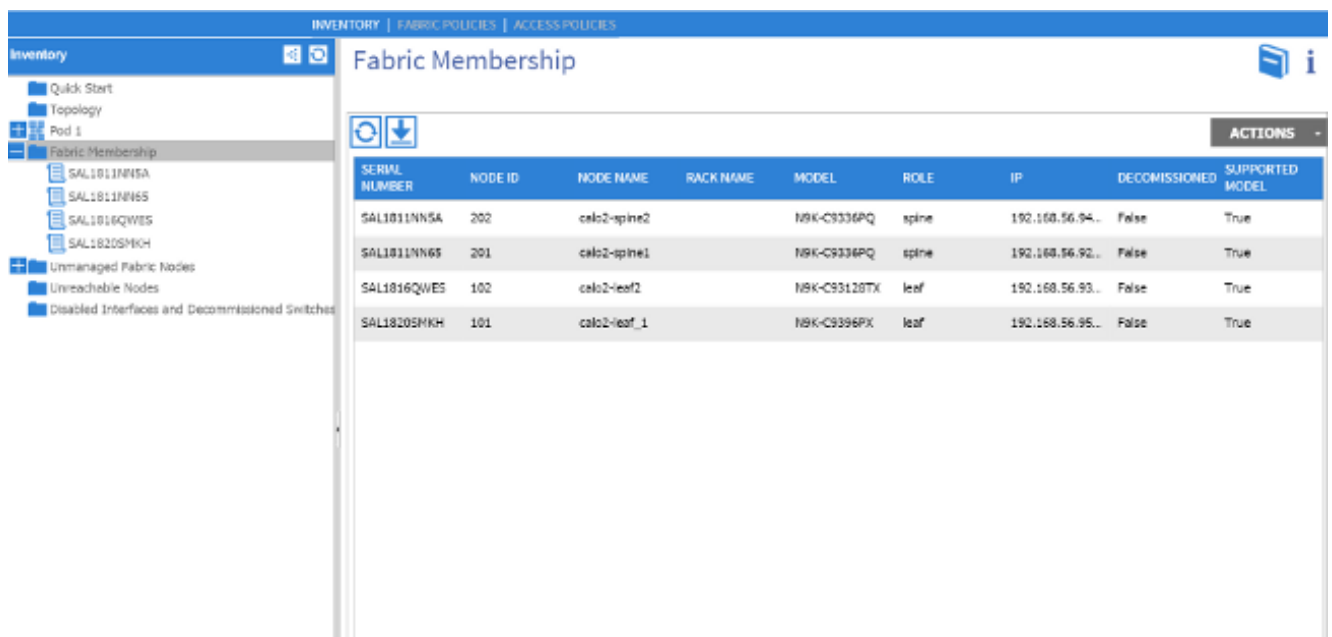 INVENTORY | FABRIC POLICIES | ACCESS POLICIES
Inventory
Quick Start
Topology
Pod 1
Fabric Membership
SAL1811NN5A
SAL1811NN65
SAL1816QWES
SAL1820SMKH
Unmanaged Fabric Nodes
Unreachable Nodes
Disabled Interfaces and Decommissioned Switches
Fabric Membership
i
ACTIONS
SERIAL NUMBER NODE ID NODE NAME RACK NAME MODEL ROLE IP DECOMISSIONED SUPPORTED MODEL
SAL1811NN5A 202 calo2-spine2 N9K-C9336PQ spine 192.168.56.94... False True
SAL1811NN65 201 calo2-spine1 N9K-C9336PQ spine 192.168.56.92... False True
SAL1816QWES 102 calo2-leaf2 N9K-C93128TX leaf 192.168.56.93... False True
SAL1820SMKH 101 calo2-leaf_1 N9K-C9396PX leaf 192.168.56.95... False True